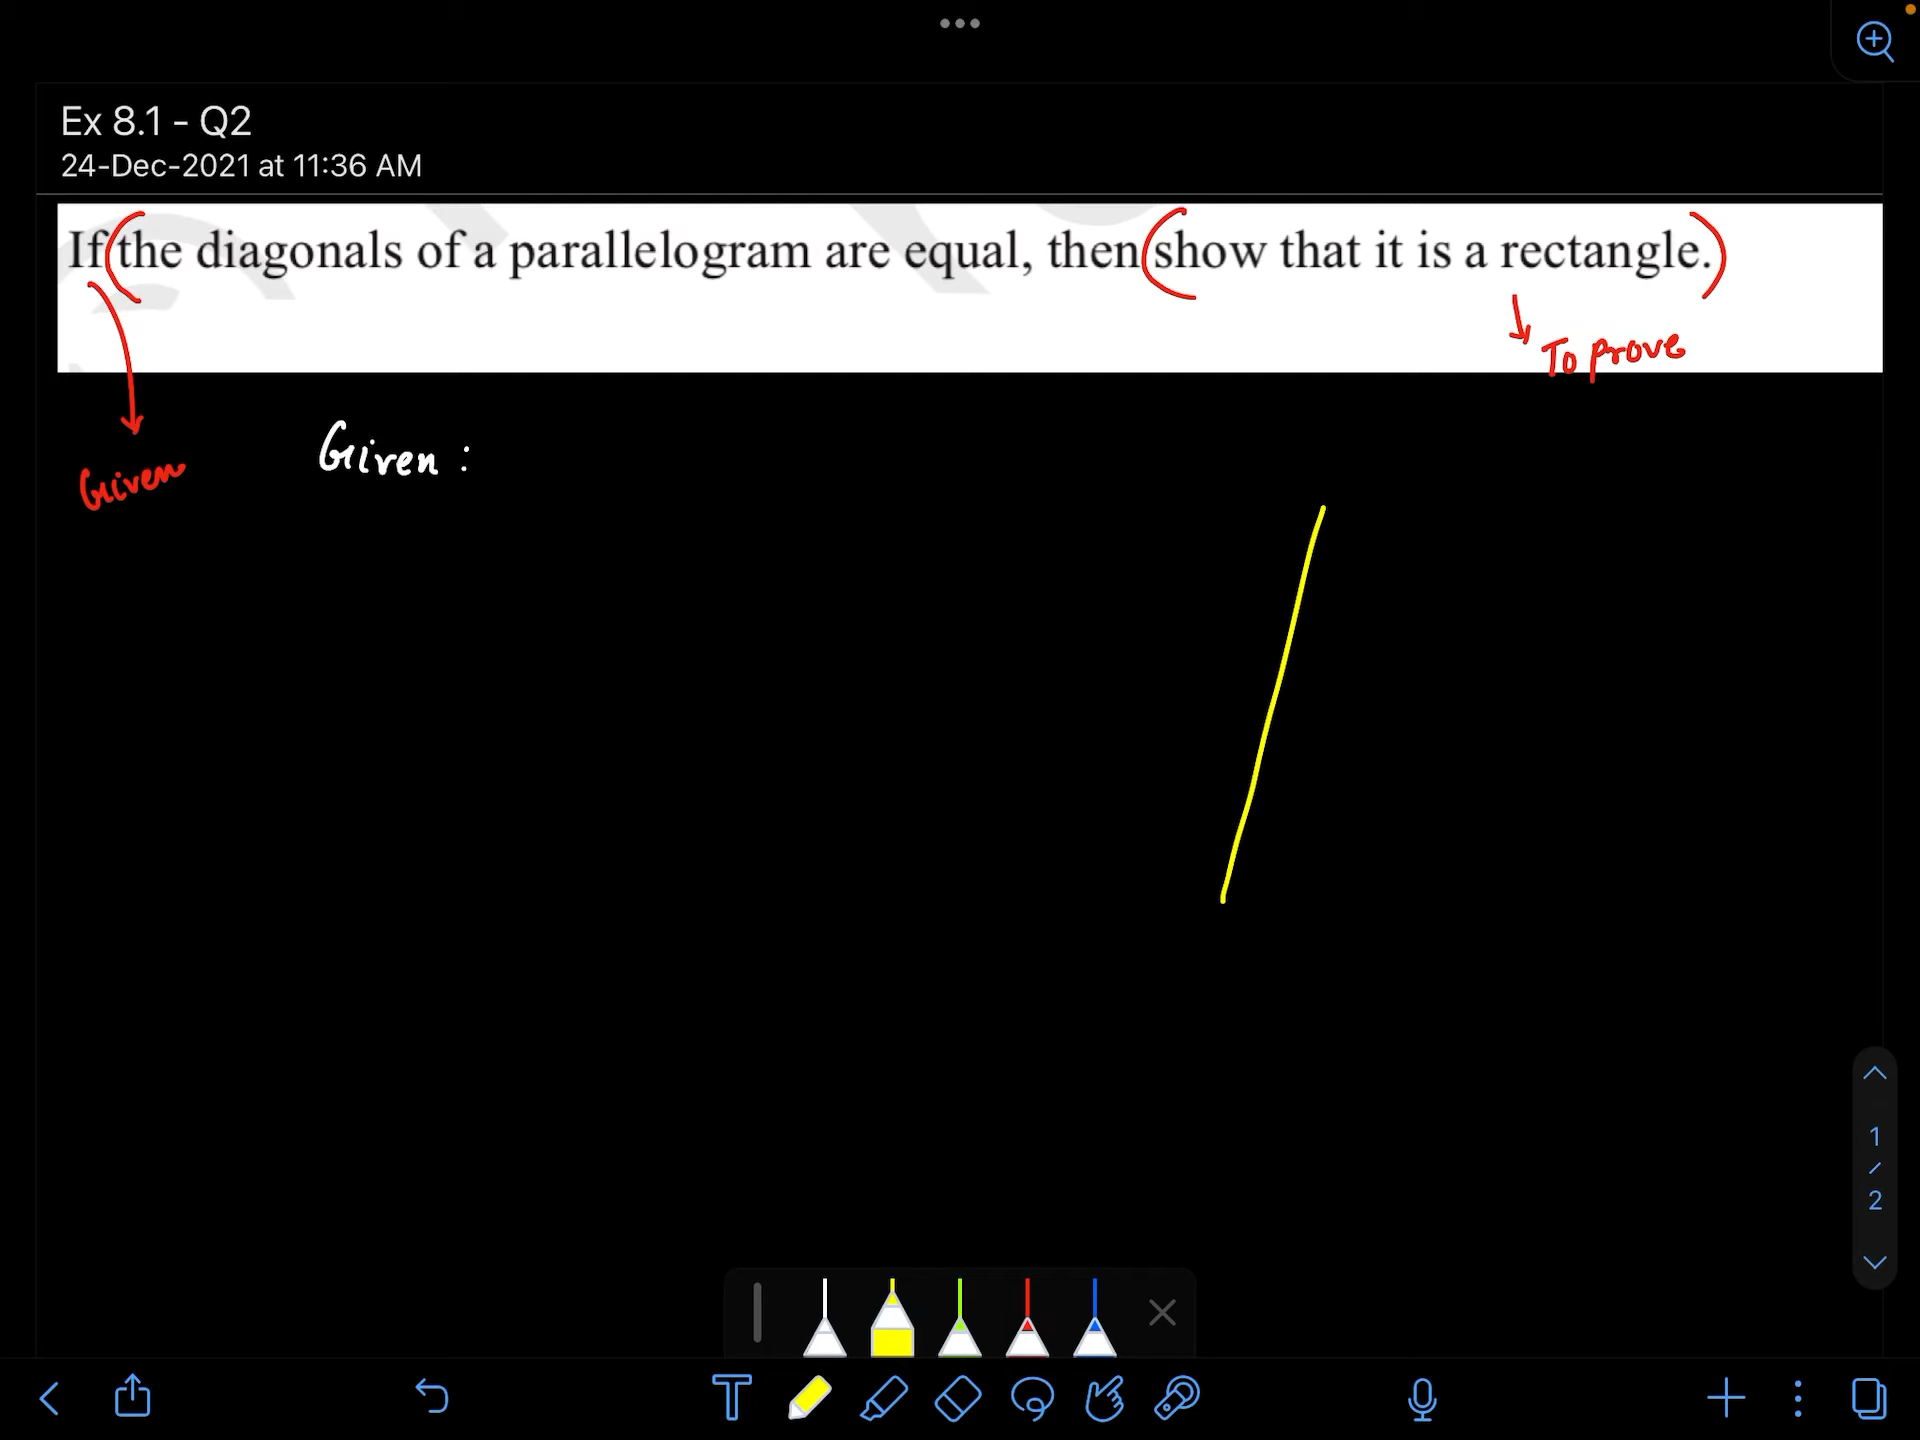 Ex 8.1 - Q2
24-Dec-2021 at 11:36 AM
If the diagonals of a parallelogram are equal, then (show that it is a rectangle.)
To prove
Given
Given :
1
/
2